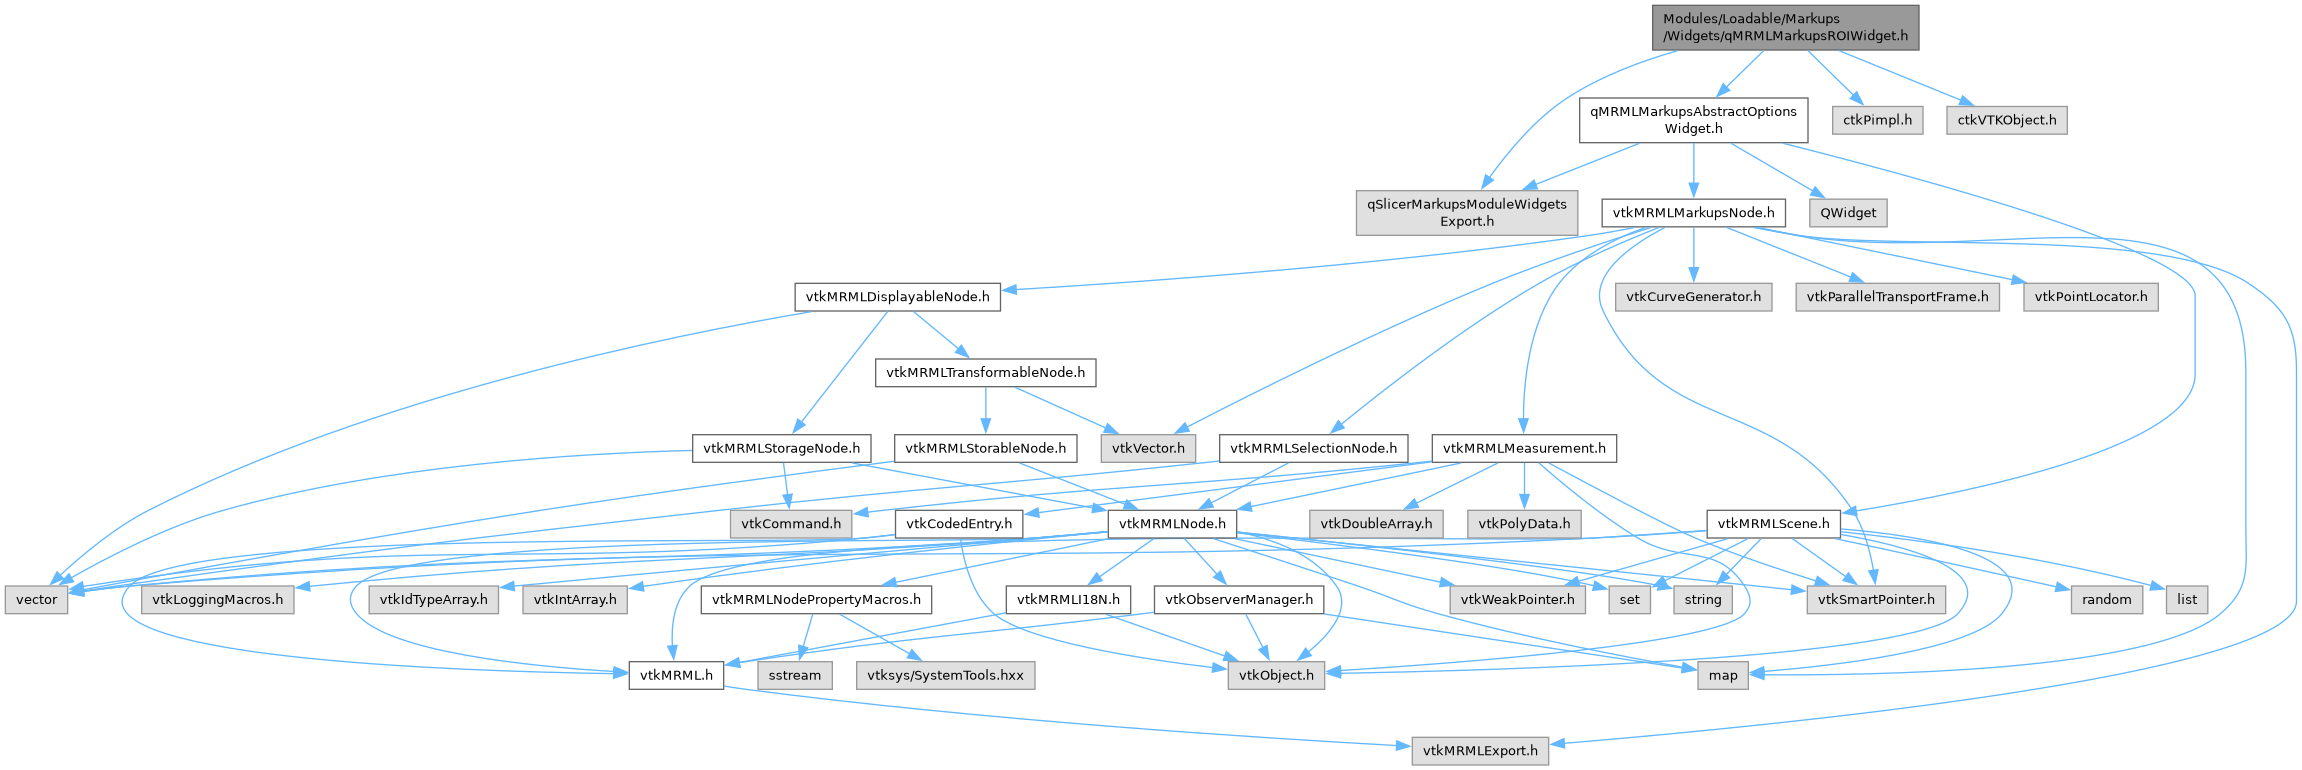 Modules/Loadable/Markups
/Widgets/qMRMLMarkupsROIWidget.h
qMRMLMarkupsAbstractOptions
Widget.h
ctkPimpl.h
ctkVTKObject.h
qSlicerMarkupsModuleWidgets
Export.h
vtkMRMLMarkupsNode.h
QWidget
vtkMRMLDisplayableNode.h
vtkCurveGenerator.h
vtkParallelTransportFrame.h
vtkPointLocator.h
vtkMRMLTransformableNode.h
vtkMRMLStorageNode.h
vtkMRMLStorableNode.h
vtkVector.h
vtkMRMLSelectionNode.h
vtkMRMLMeasurement.h
vtkCommand.h
vtkCodedEntry.h
vtkMRMLNode.h
vtkDoubleArray.h
vtkPolyData.h
vtkMRMLScene.h
vector
vtkLoggingMacros.h
vtkIdTypeArray.h
vtkIntArray.h
vtkMRMLNodePropertyMacros.h
vtkMRMLI18N.h
vtkObserverManager.h
vtkWeakPointer.h
set
string
vtkSmartPointer.h
random
list
vtkMRML.h
sstream
vtksys/SystemTools.hxx
vtkObject.h
map
vtkMRMLExport.h